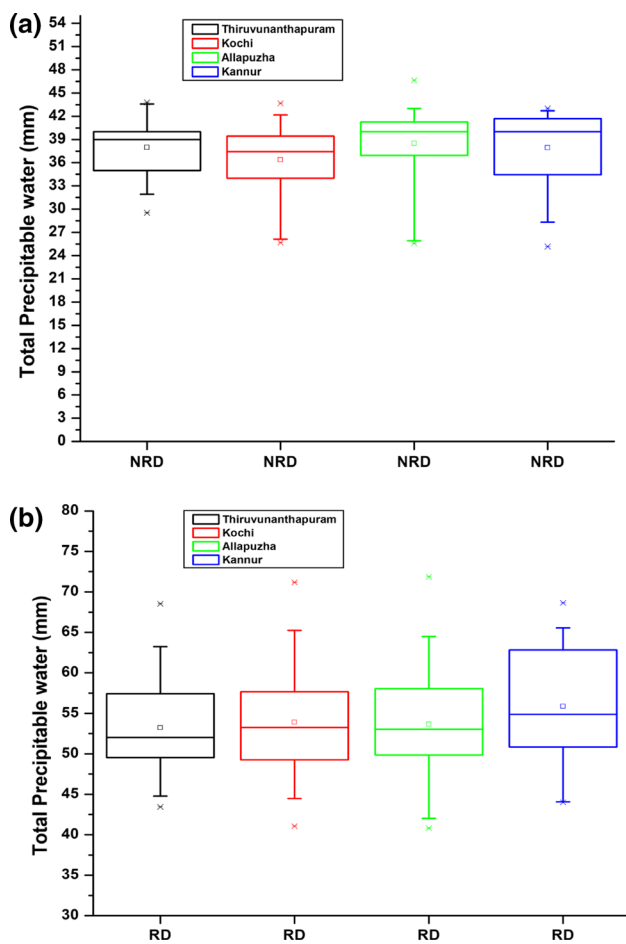 (a)
Thiruvunanthapuram
Kochi
Allapuzha
Kannur
Total Precipitable water (mm)
54
51
48
45
42
39
36
33
30
27
24
21
18
15
12
9
6
3
0
NRD NRD NRD NRD
(b)
Thiruvunanthapuram
Kochi
Allapuzha
Kannur
Total Precipitable water (mm)
80
75
70
65
60
55
50
45
40
35
30
RD RD RD RD